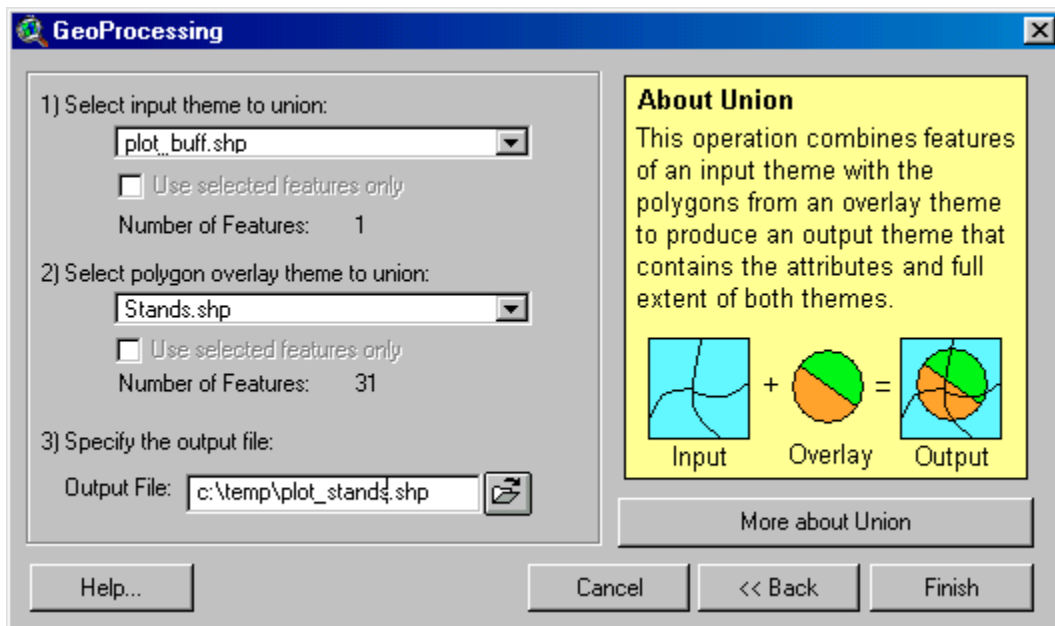 GeoProcessing
1) Select input theme to union:
plot_buff.shp
Use selected features only
Number of Features: 1
2) Select polygon overlay theme to union:
Stands.shp
Use selected features only
Number of Features: 31
3) Specify the output file:
Output File: c:\temp\plot_stands.shp
About Union
This operation combines features
of an input theme with the
polygons from an overlay theme
to produce an output theme that
contains the attributes and full
extent of both themes.
+ =
Input Overlay Output
More about Union
Help... Cancel << Back Finish